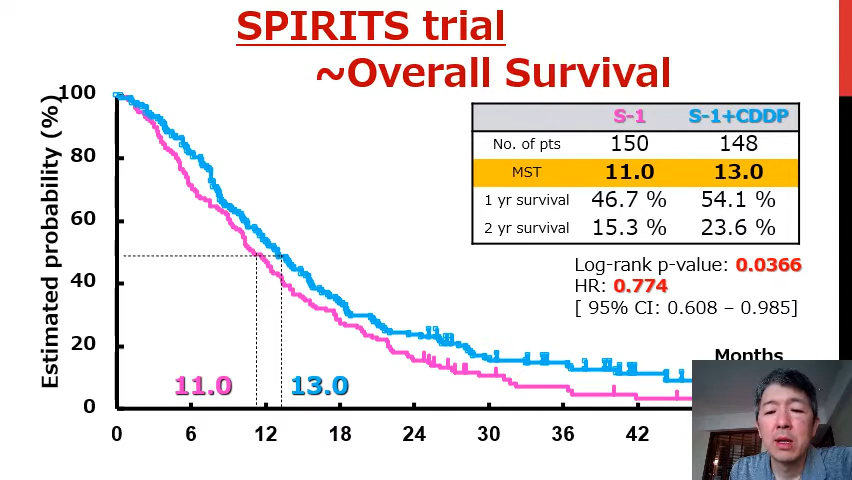 SPIRITS trial
~Overall Survival
Estimated probability (%)
100
80
60
40
20
0
0 6 12 18 24 30 36 42
Months
11.0 13.0
S-1 S-1+CDDP
No. of pts 150 148
MST 11.0 13.0
1 yr survival 46.7 % 54.1 %
2 yr survival 15.3 % 23.6 %
Log-rank p-value: 0.0366
HR: 0.774
[ 95% CI: 0.608 – 0.985]